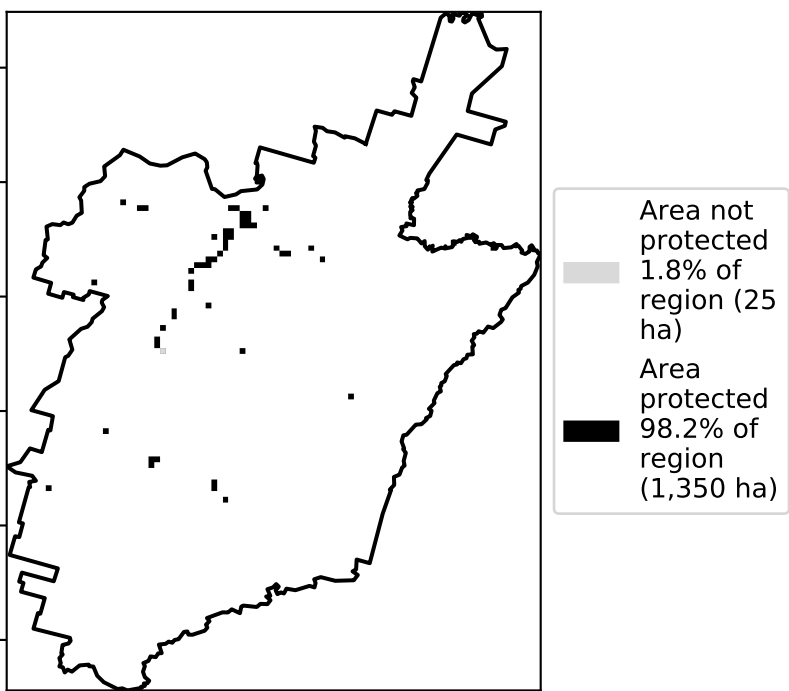 Area not
protected
1.8% of
region (25
ha)
Area
protected
98.2% of
region
(1,350 ha)